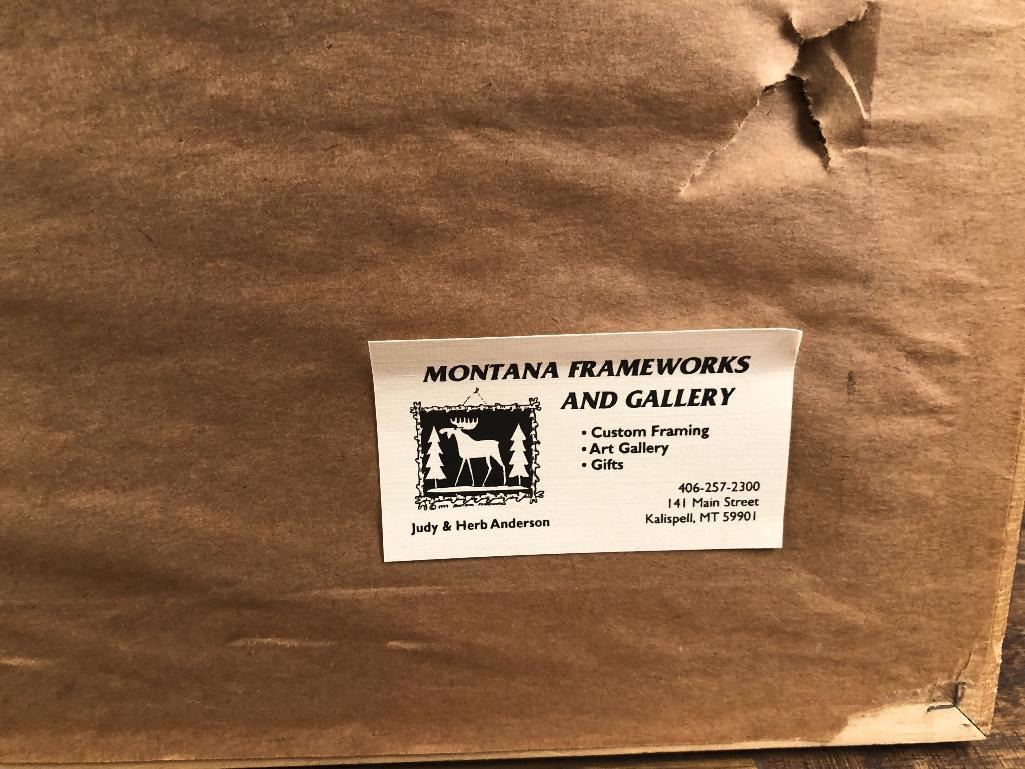 MONTANA FRAMEWORKS
AND GALLERY
• Custom Framing
• Art Gallery
• Gifts
406-257-2300
141 Main Street
Kalispell, MT 59901
Judy & Herb Anderson